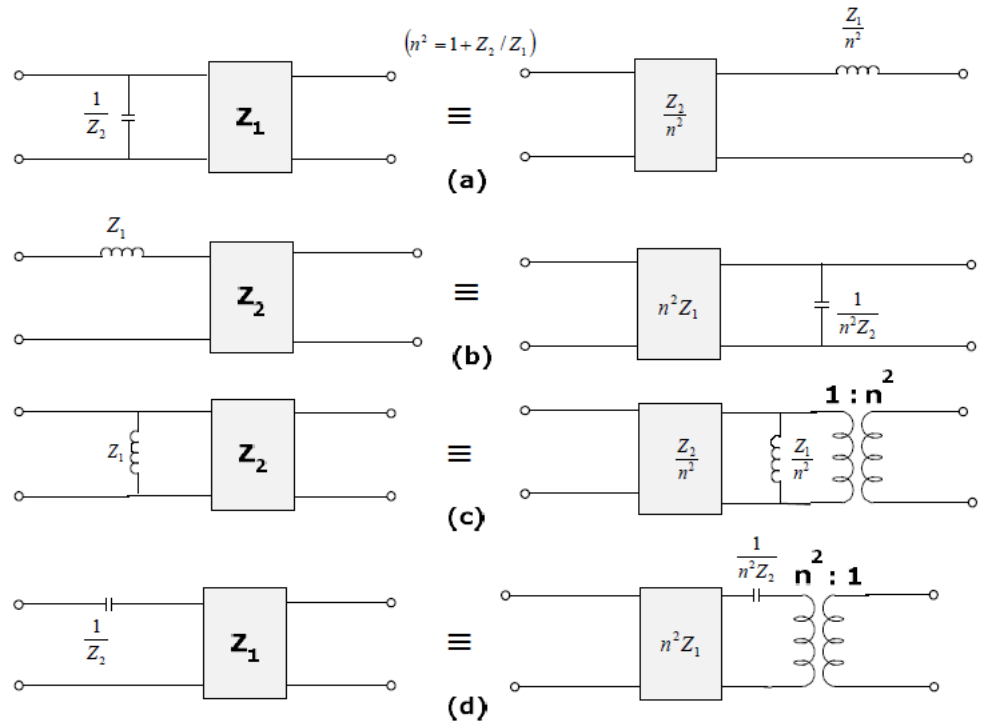 (n² = 1 + Z₂ / Z₁)
Z₁/n²
1/Z₂
Z₁
≡
Z₂/n²
(a)
Z₁
Z₂
≡
n²Z₁
1/n²Z₂
(b)
1 : n²
Z₁
Z₂
≡
Z₂/n²
Z₁/n²
(c)
1/n²Z₂
n² : 1
1/Z₂
Z₁
≡
n²Z₁
(d)